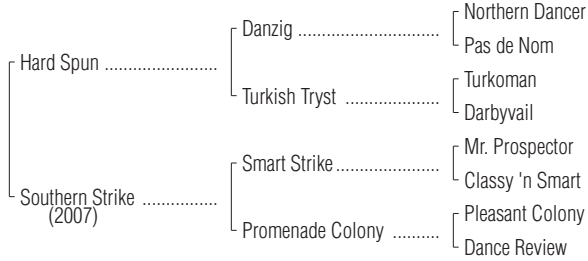 Northern Dancer
Danzig ..................................
Pas de Nom
Hard Spun ...........................
Turkoman
Turkish Tryst ......................
Darbyvail
Mr. Prospector
Smart Strike.........................
Classy 'n Smart
Southern Strike ..................
(2007)
Pleasant Colony
Promenade Colony ..........
Dance Review